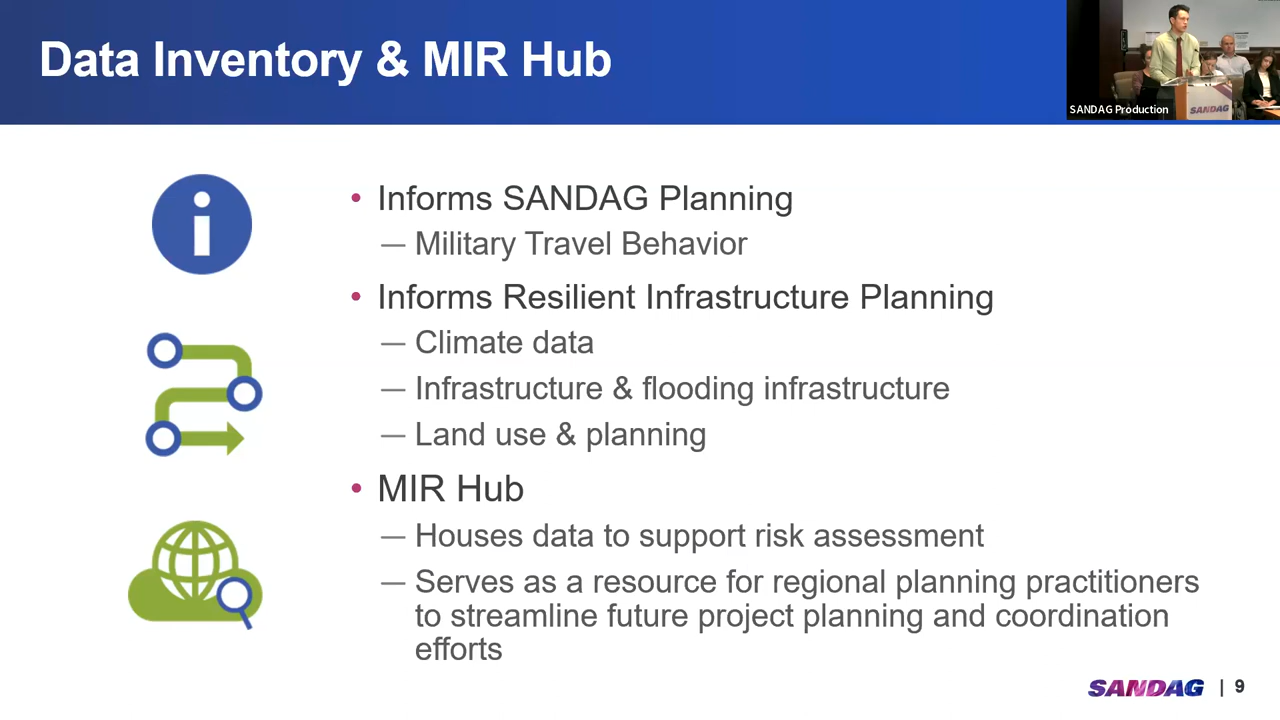 Data Inventory & MIR Hub
SANDAG
SANDAG Production
• Informs SANDAG Planning
— Military Travel Behavior
• Informs Resilient Infrastructure Planning
— Climate data
— Infrastructure & flooding infrastructure
— Land use & planning
• MIR Hub
— Houses data to support risk assessment
— Serves as a resource for regional planning practitioners
to streamline future project planning and coordination
efforts
SANDAG | 9